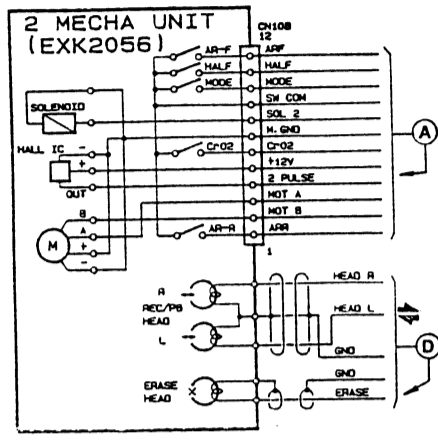 2 MECHA UNIT
(EXK2056)
CN108
12
AR-F
ARF
HALF
HALF
MODE
MODE
SW COM
SOLENOID
SOL 2
M.GND
HALL IC
-
CrO2
CrO2
+
+12V
OUT
2 PULSE
MOT A
B
MOT B
A
M
+
AR-R
ARR
-
1
A
R
HEAD R
REC/PB
HEAD
HEAD L
L
GND
D
GND
ERASE
HEAD
ERASE